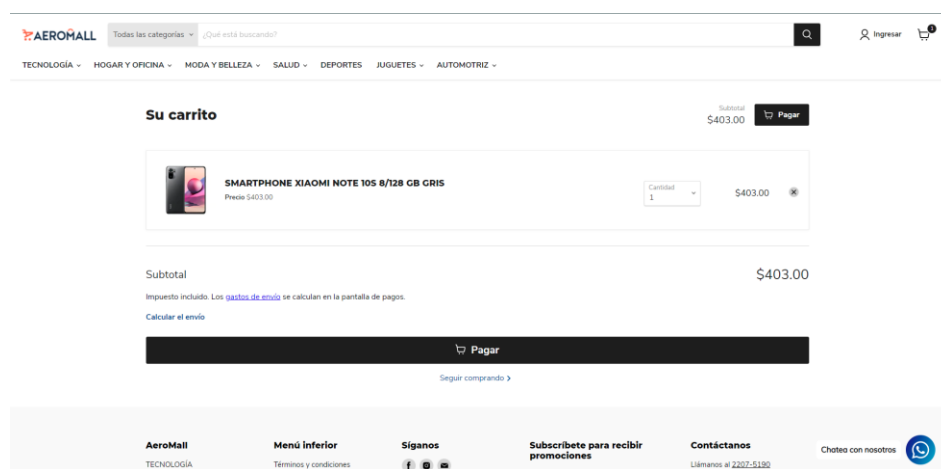 AEROMALL
Todas las categorías
¿Qué está buscando?
Ingresar
1
TECNOLOGÍA HOGAR Y OFICINA MODA Y BELLEZA SALUD DEPORTES JUGUETES AUTOMOTRIZ
Su carrito
Subtotal
$403.00
Pagar
SMARTPHONE XIAOMI NOTE 10S 8/128 GB GRIS
Precio $403.00
Cantidad
1
$403.00
Subtotal
$403.00
Impuesto incluido. Los gastos de envío se calculan en la pantalla de pagos.
Calcular el envío
Pagar
Seguir comprando
AeroMall
TECNOLOGÍA
Menú inferior
Términos y condiciones
Síganos
Subscríbete para recibir
promociones
Contáctanos
Llámanos al 2207-5190
Chatea con nosotros